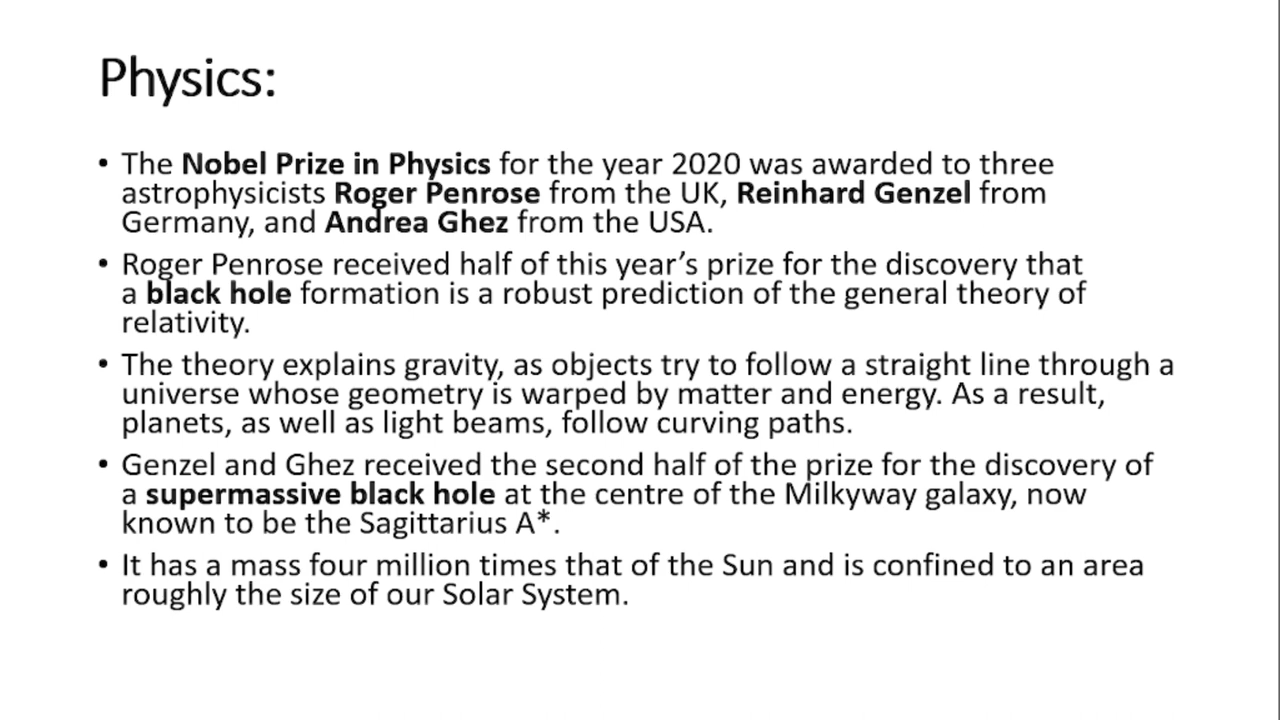 Physics:
• The Nobel Prize in Physics for the year 2020 was awarded to three
astrophysicists Roger Penrose from the UK, Reinhard Genzel from
Germany, and Andrea Ghez from the USA.
• Roger Penrose received half of this year’s prize for the discovery that
a black hole formation is a robust prediction of the general theory of
relativity.
• The theory explains gravity, as objects try to follow a straight line through a
universe whose geometry is warped by matter and energy. As a result,
planets, as well as light beams, follow curving paths.
• Genzel and Ghez received the second half of the prize for the discovery of
a supermassive black hole at the centre of the Milkyway galaxy, now
known to be the Sagittarius A*.
• It has a mass four million times that of the Sun and is confined to an area
roughly the size of our Solar System.